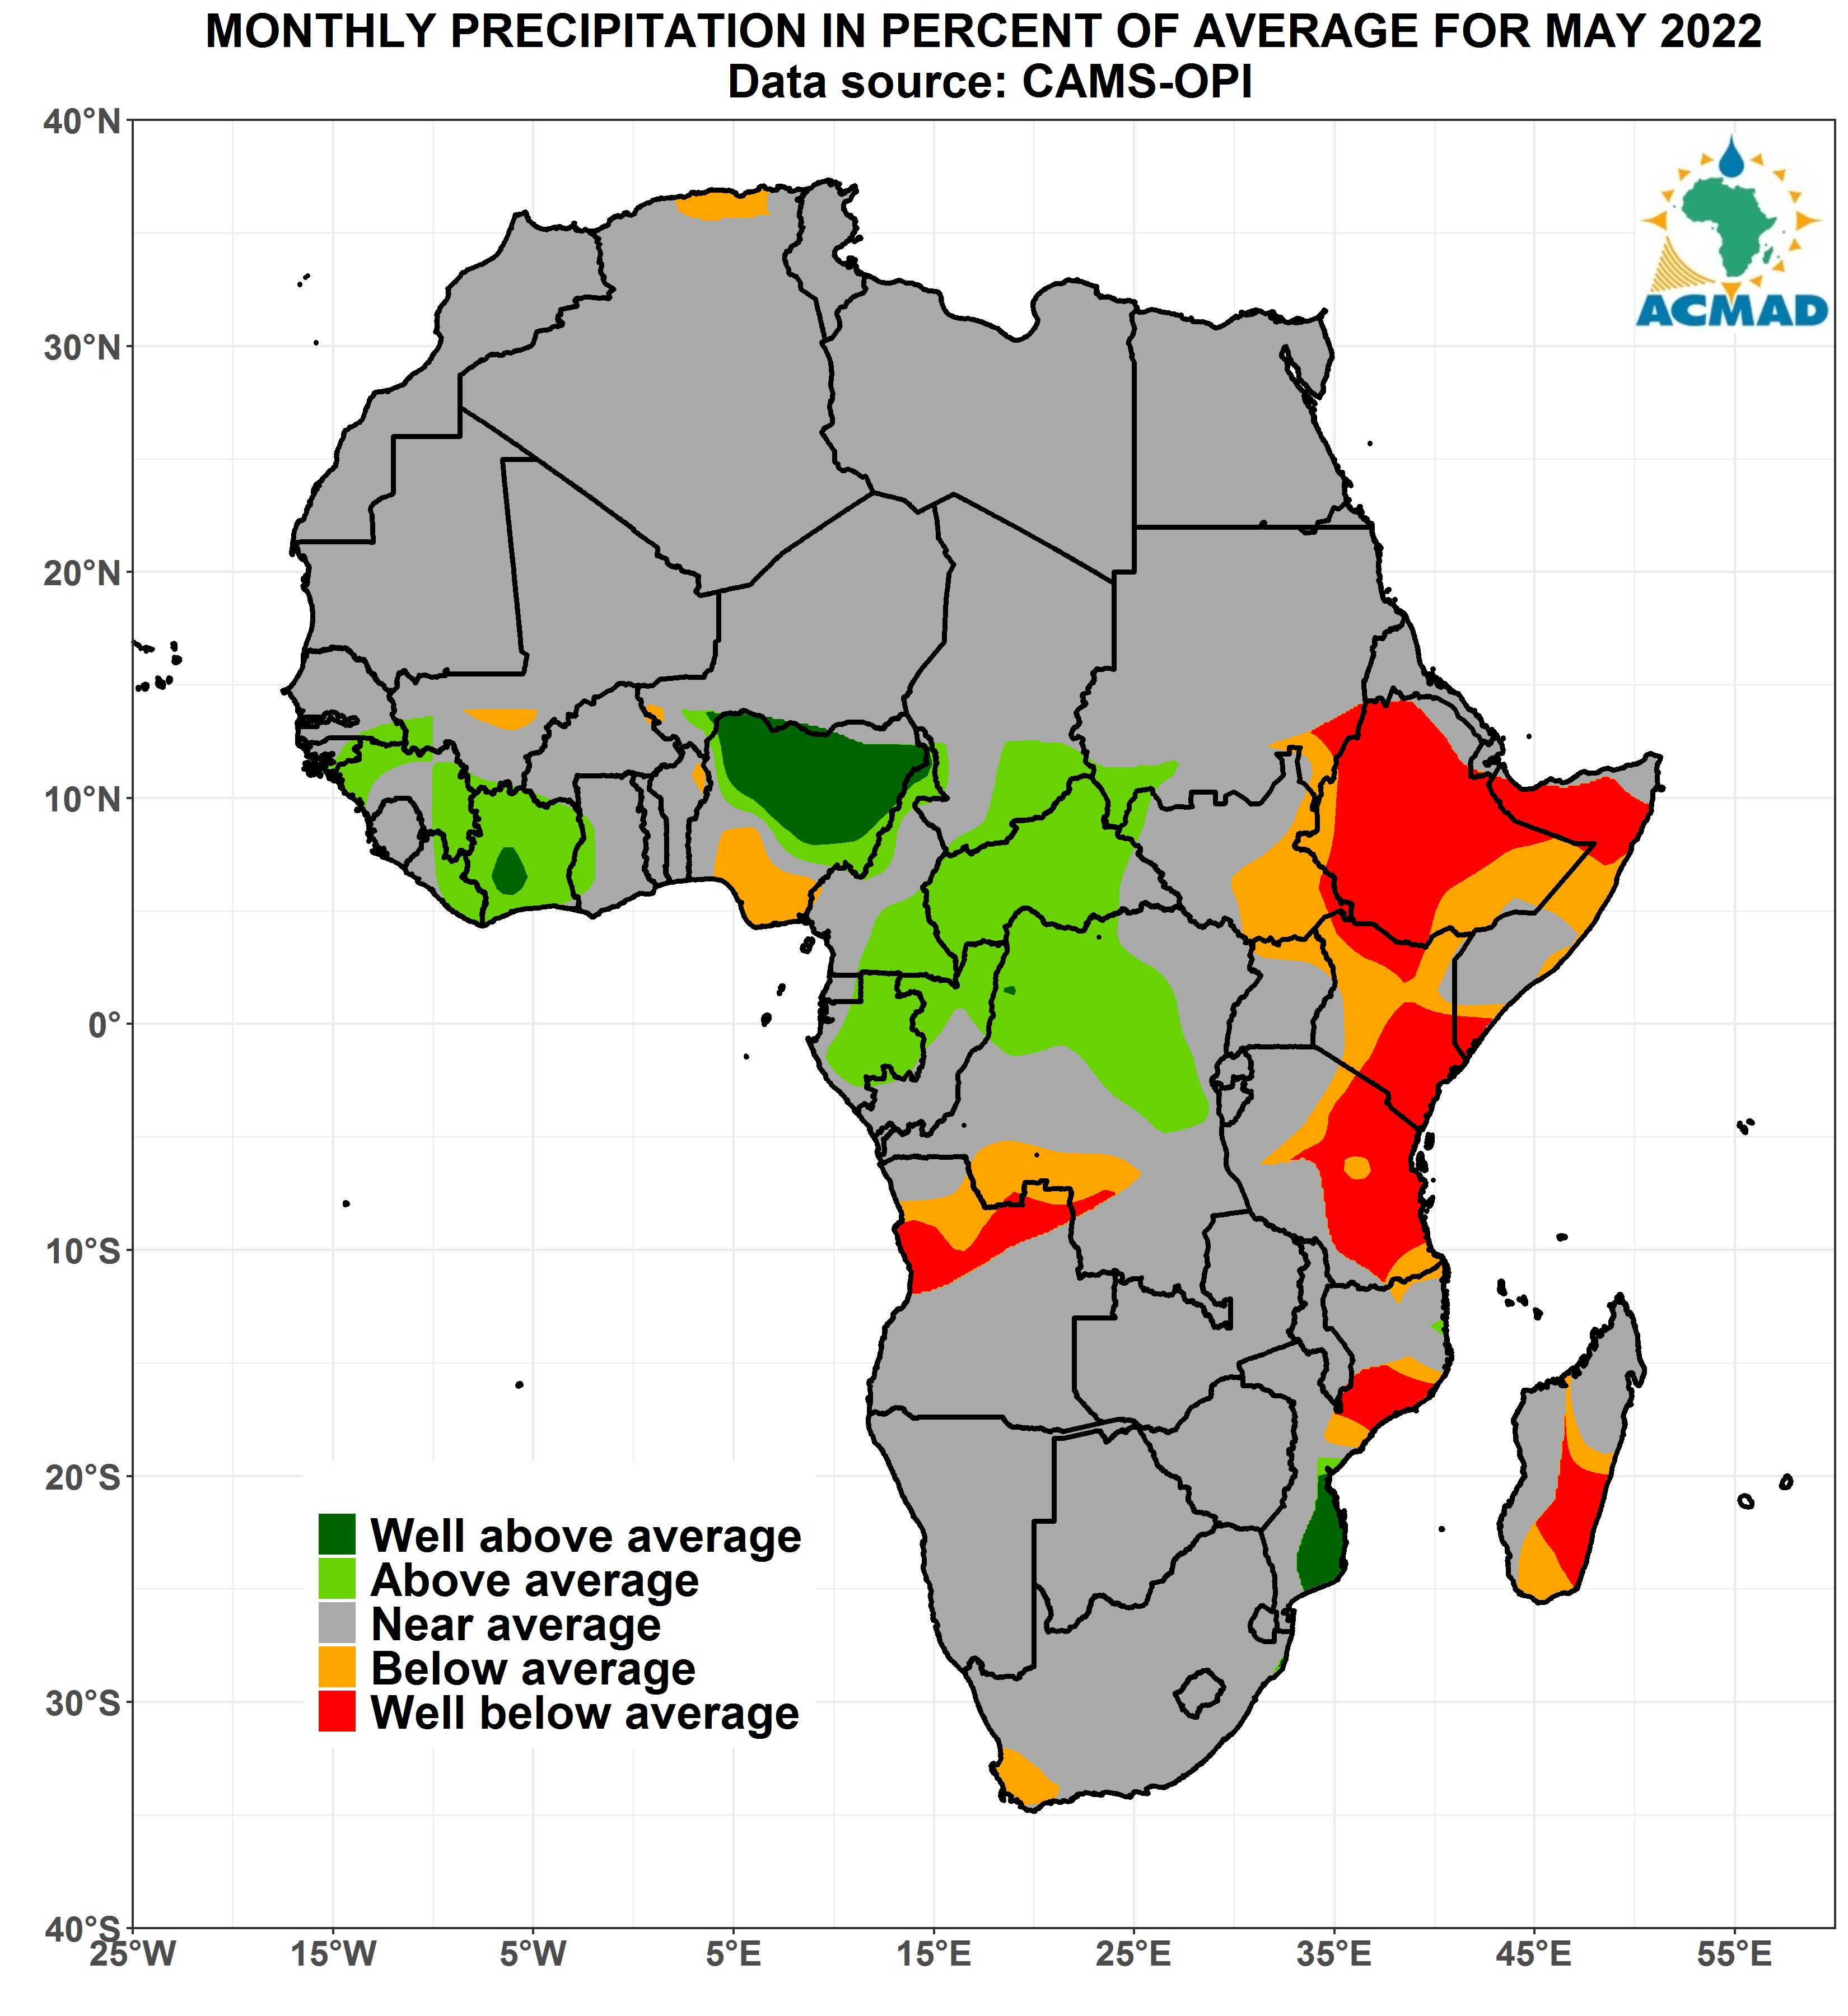 MONTHLY PRECIPITATION IN PERCENT OF AVERAGE FOR MAY 2022
Data source: CAMS-OPI
40°N
ACMAD
30°N
20°N
10°N
0°
10°S
20°S
Well above average
Above average
Near average
Below average
Well below average
30°S
40°S
25°W 15°W 5°W 5°E 15°E 25°E 35°E 45°E 55°E